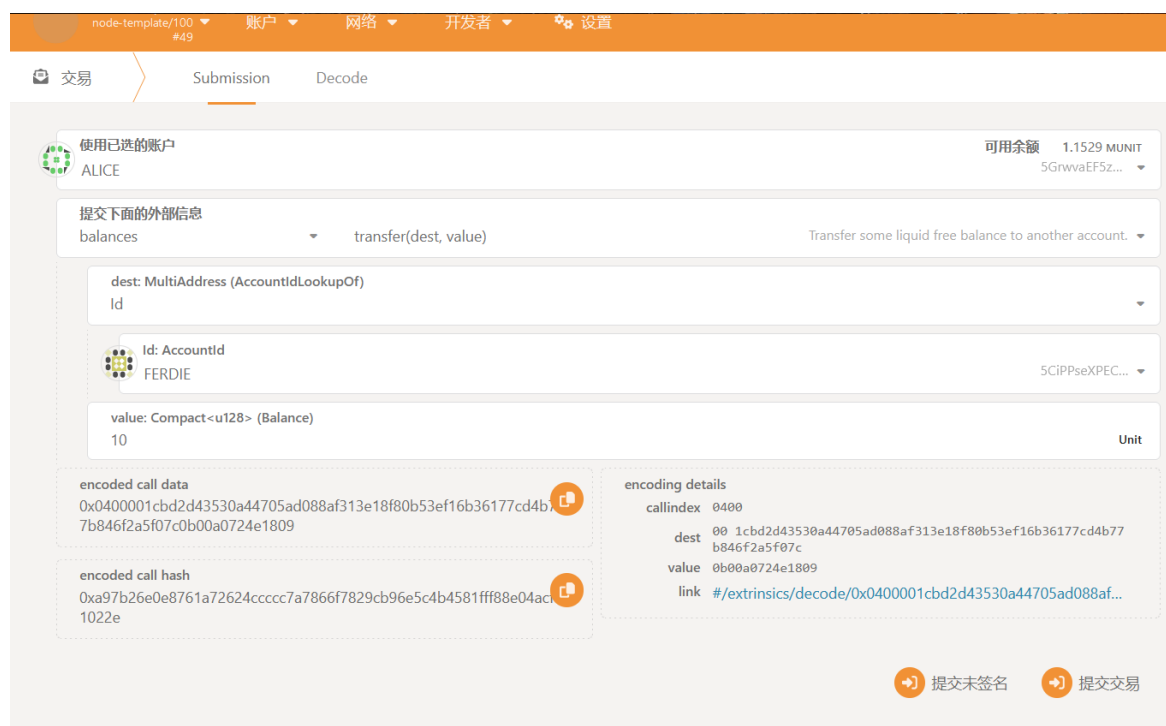 node-template/100
#49
账户
网络
开发者
设置
交易
Submission
Decode
使用已选的账户
ALICE
可用余额 1.1529 MUNIT
5GrwvaEF5z...
提交下面的外部信息
balances
transfer(dest, value)
Transfer some liquid free balance to another account.
dest: MultiAddress (AccountIdLookupOf)
Id
Id: AccountId
FERDIE
5CiPPseXPEC...
value: Compact<u128> (Balance)
10
Unit
encoded call data
0x0400001cbd2d43530a44705ad088af313e18f80b53ef16b36177cd4b7
7b846f2a5f07c0b00a0724e1809
encoded call hash
0xa97b26e0e8761a72624ccccc7a7866f7829cb96e5c4b4581fff88e04ac
1022e
encoding details
callindex 0400
dest 00 1cbd2d43530a44705ad088af313e18f80b53ef16b36177cd4b77
b846f2a5f07c
value 0b00a0724e1809
link #/extrinsics/decode/0x0400001cbd2d43530a44705ad088af...
提交未签名
提交交易